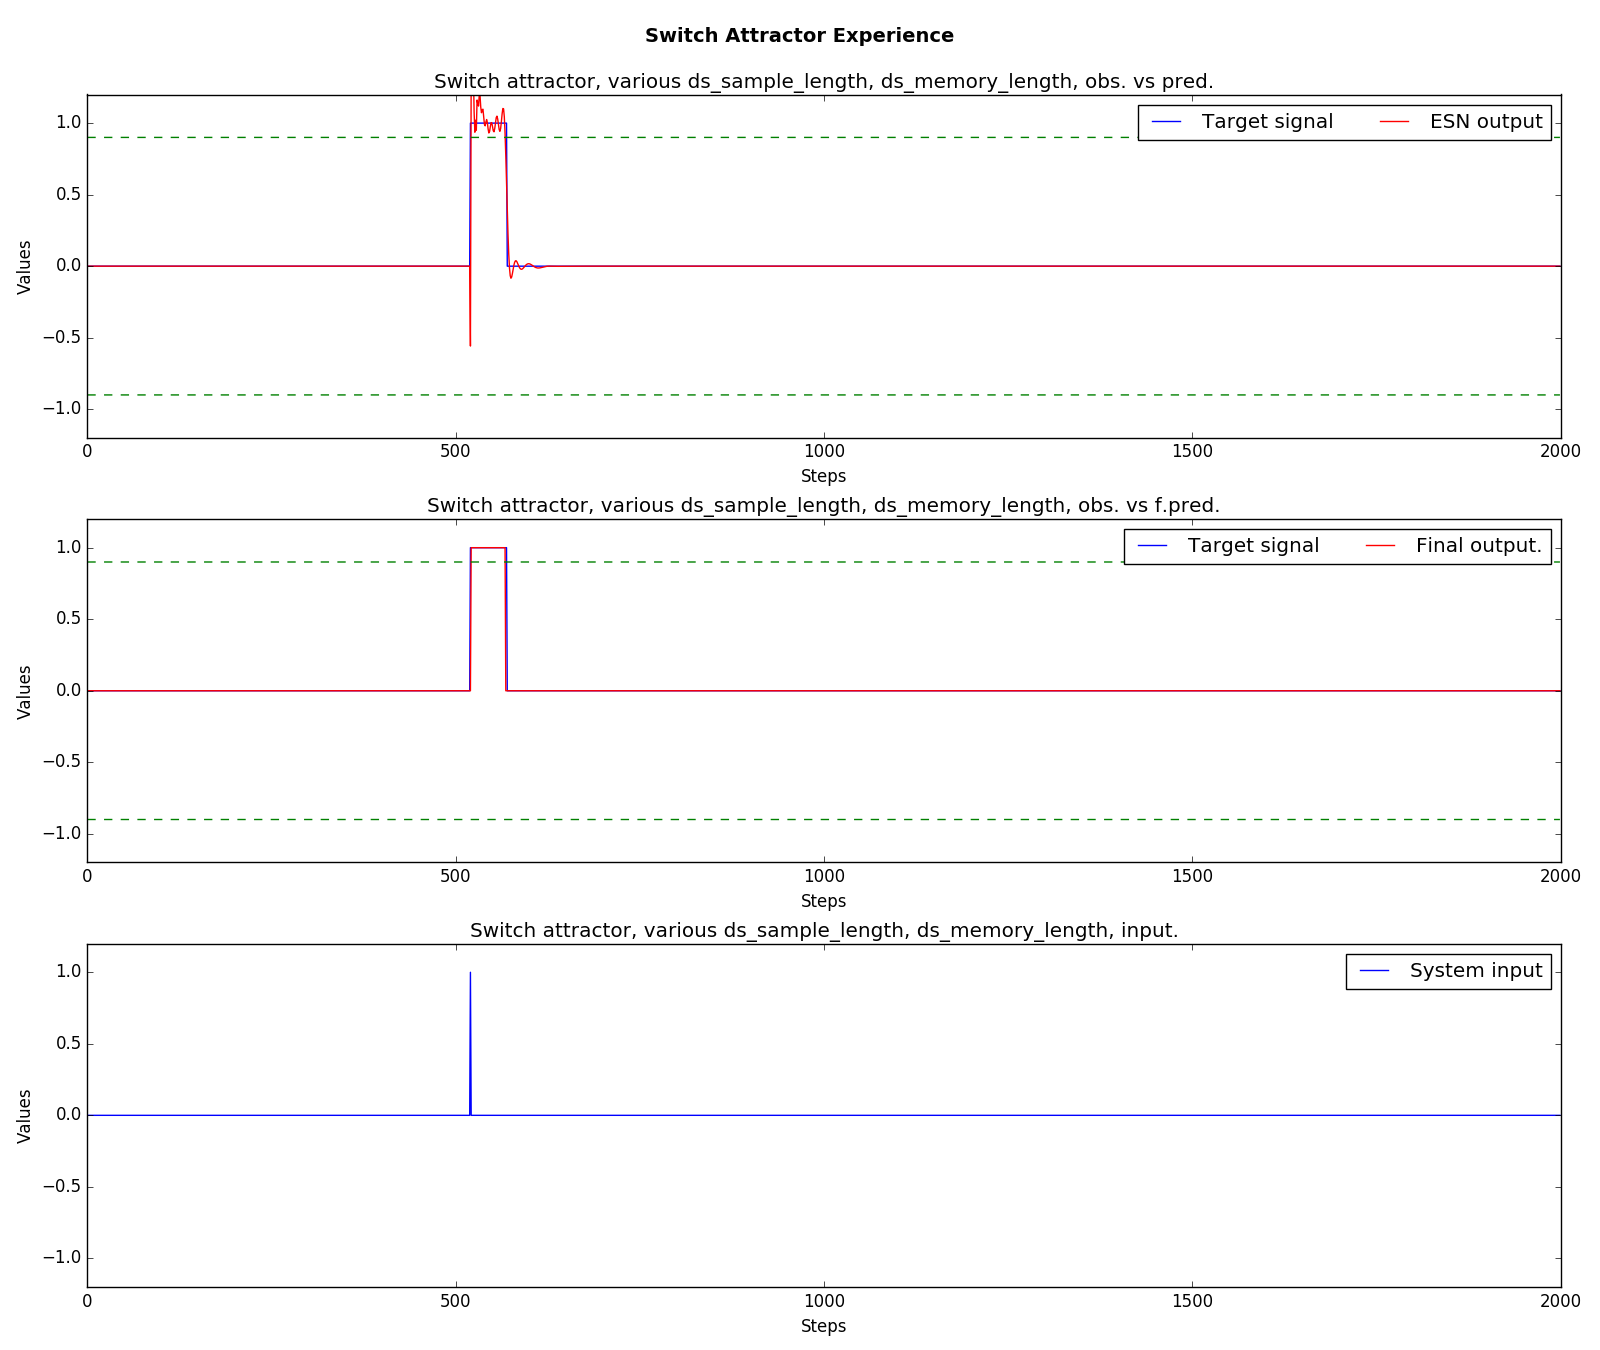 Switch Attractor Experience
Switch attractor, various ds_sample_length, ds_memory_length, obs. vs pred.
Target signal ESN output
1.0
0.5
0.0
−0.5
−1.0
Values
0 500 1000 1500 2000
Steps
Switch attractor, various ds_sample_length, ds_memory_length, obs. vs f.pred.
Target signal Final output.
1.0
0.5
0.0
−0.5
−1.0
Values
0 500 1000 1500 2000
Steps
Switch attractor, various ds_sample_length, ds_memory_length, input.
System input
1.0
0.5
0.0
−0.5
−1.0
Values
0 500 1000 1500 2000
Steps